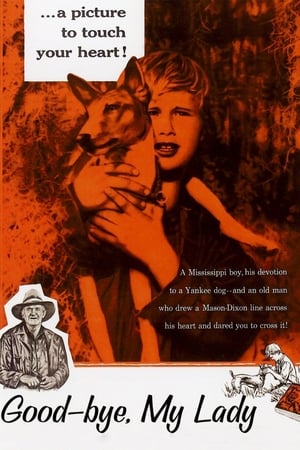 ...a picture
to touch
your heart!
A Mississippi boy, his devotion
to a Yankee dog--and an old man
who drew a Mason-Dixon line across
his heart and dared you to cross it!
Good-bye, My Lady